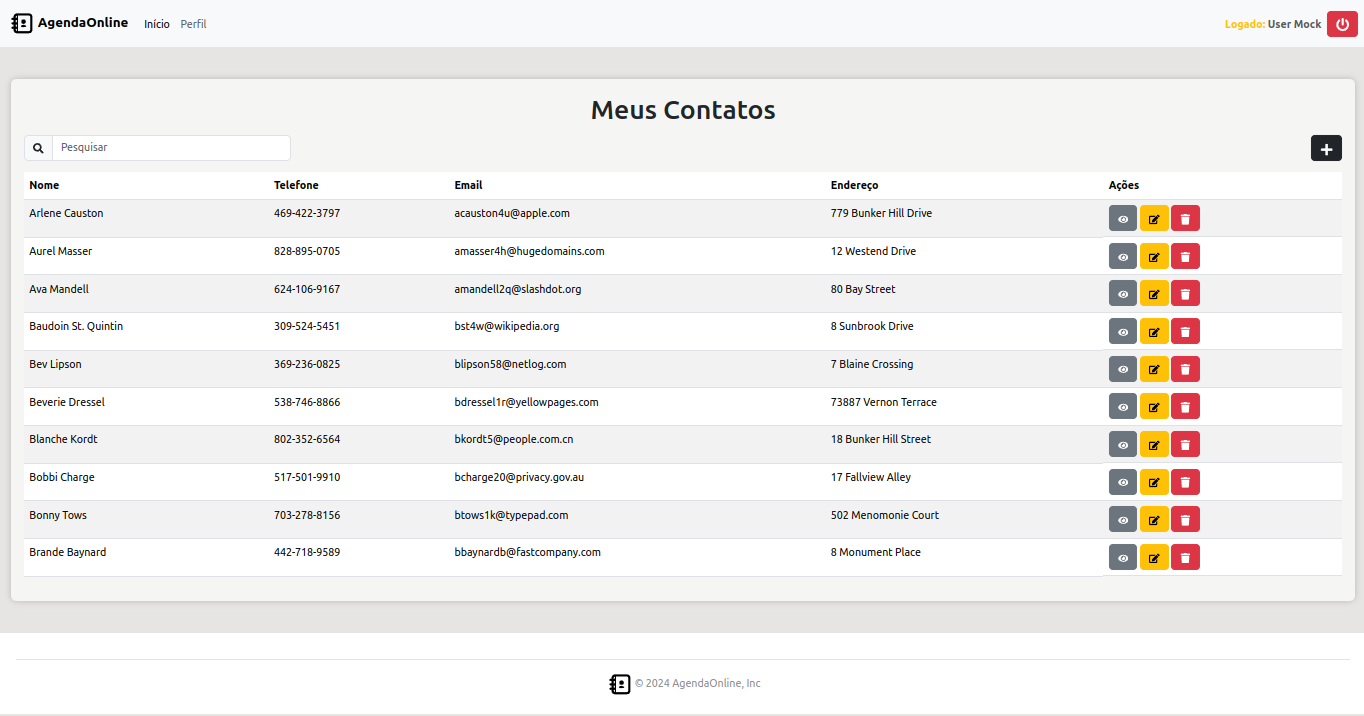 AgendaOnline Início Perfil Logado: User Mock
Meus Contatos
Pesquisar
Nome Telefone Email Endereço Ações
Arlene Causton 469-422-3797 acauston4u@apple.com 779 Bunker Hill Drive
Aurel Masser 828-895-0705 amasser4h@hugedomains.com 12 Westend Drive
Ava Mandell 624-106-9167 amandell2q@slashdot.org 80 Bay Street
Baudoin St. Quintin 309-524-5451 bst4w@wikipedia.org 8 Sunbrook Drive
Bev Lipson 369-236-0825 blipson58@netlog.com 7 Blaine Crossing
Beverie Dressel 538-746-8866 bdressel1r@yellowpages.com 73887 Vernon Terrace
Blanche Kordt 802-352-6564 bkordt5@people.com.cn 18 Bunker Hill Street
Bobbi Charge 517-501-9910 bcharge20@privacy.gov.au 17 Fallview Alley
Bonny Tows 703-278-8156 btows1k@typepad.com 502 Menomonie Court
Brande Baynard 442-718-9589 bbaynardb@fastcompany.com 8 Monument Place
© 2024 AgendaOnline, Inc